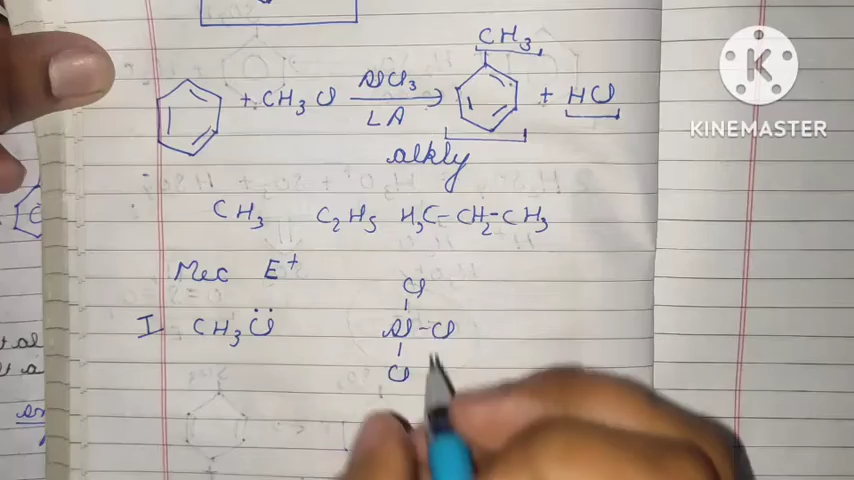 CH3
+ CH3Cl AlCl3 + HCl
LA
alkly
CH3 C2H5 H3C-CH2-CH3
Mec E+
Cl
I CH3Cl Al-Cl
Cl
K
KINEMASTER